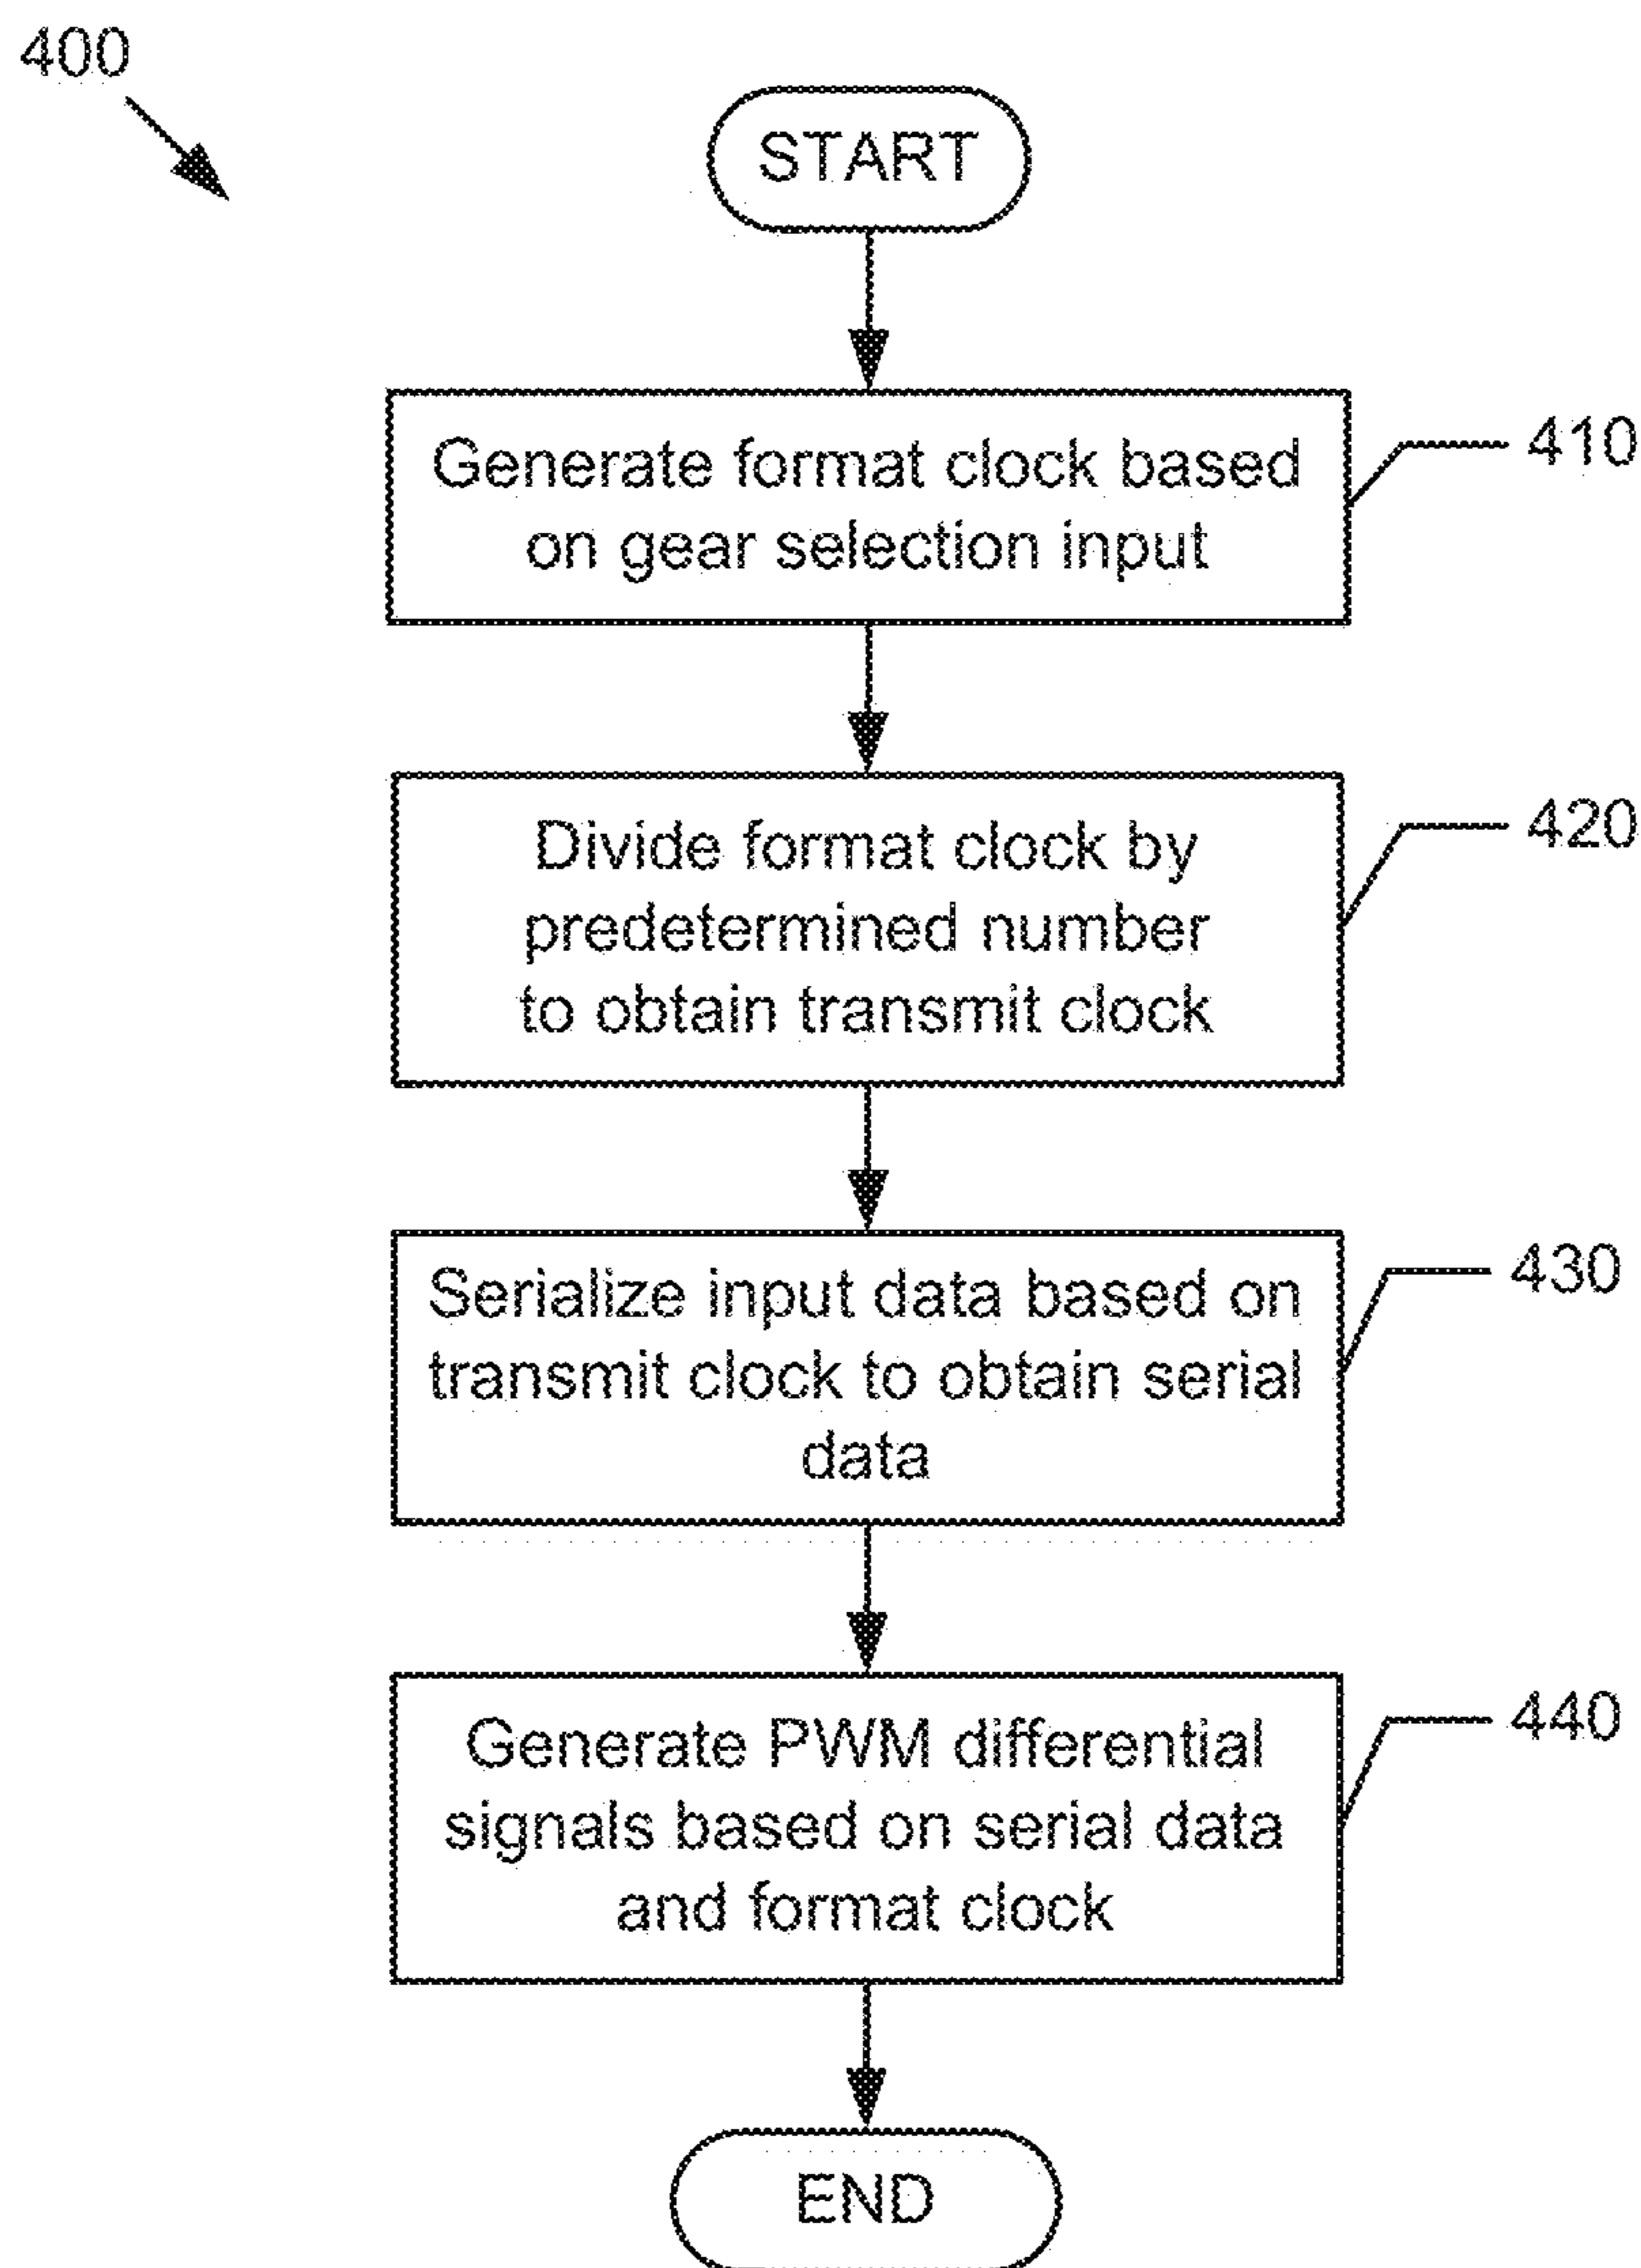 400
START
Generate format clock based
on gear selection input
410
Divide format clock by
predetermined number
to obtain transmit clock
420
Serialize input data based on
transmit clock to obtain serial
data
430
Generate PWM differential
signals based on serial data
and format clock
440
END